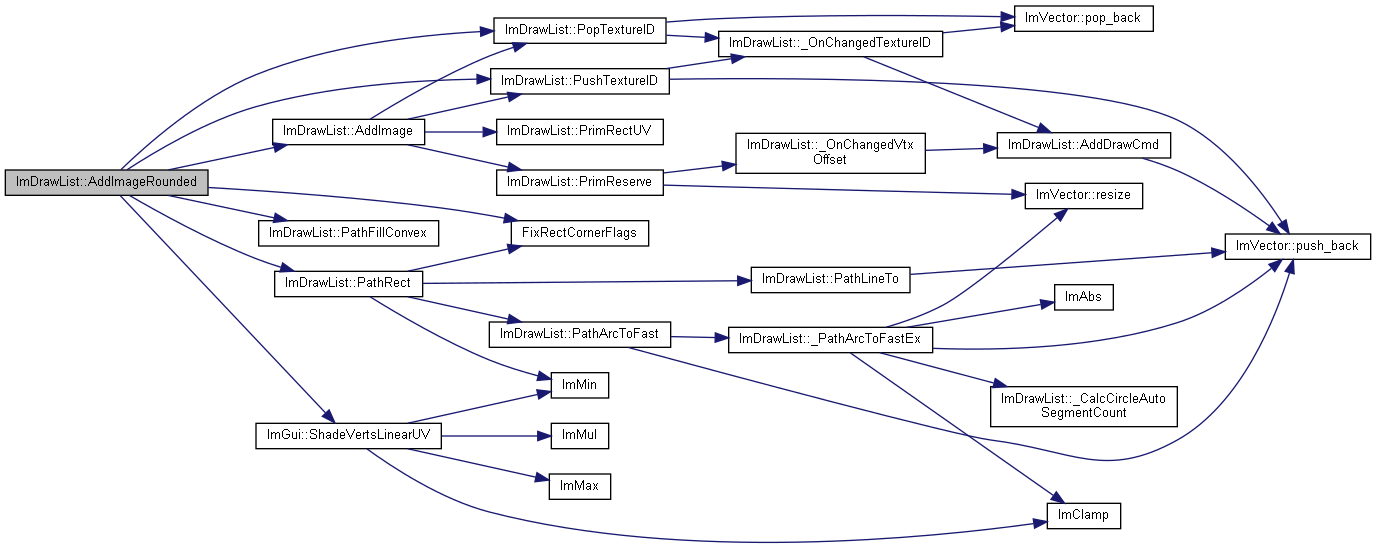 ImDrawList::AddImageRounded
ImDrawList::AddImage
ImDrawList::PathFillConvex
ImDrawList::PathRect
ImGui::ShadeVertsLinearUV
ImDrawList::PopTextureID
ImDrawList::PushTextureID
ImDrawList::PrimRectUV
ImDrawList::PrimReserve
FixRectCornerFlags
ImDrawList::PathArcToFast
ImMin
ImMul
ImMax
ImDrawList::_OnChangedTextureID
ImDrawList::_OnChangedVtx
Offset
ImDrawList::PathLineTo
ImDrawList::_PathArcToFastEx
ImVector::pop_back
ImDrawList::AddDrawCmd
ImVector::resize
ImAbs
ImDrawList::_CalcCircleAuto
SegmentCount
ImClamp
ImVector::push_back